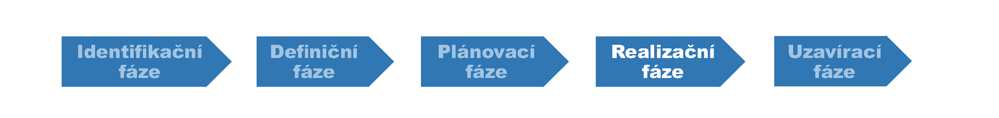 Identifikační
fáze
Definiční
fáze
Plánovací
fáze
Realizační
fáze
Uzavírací
fáze